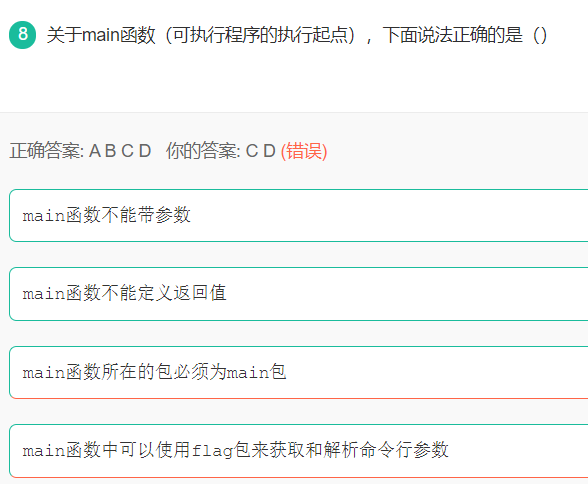 8 关于main函数（可执行程序的执行起点），下面说法正确的是（）
正确答案: A B C D 你的答案: C D (错误)
main函数不能带参数
main函数不能定义返回值
main函数所在的包必须为main包
main函数中可以使用flag包来获取和解析命令行参数